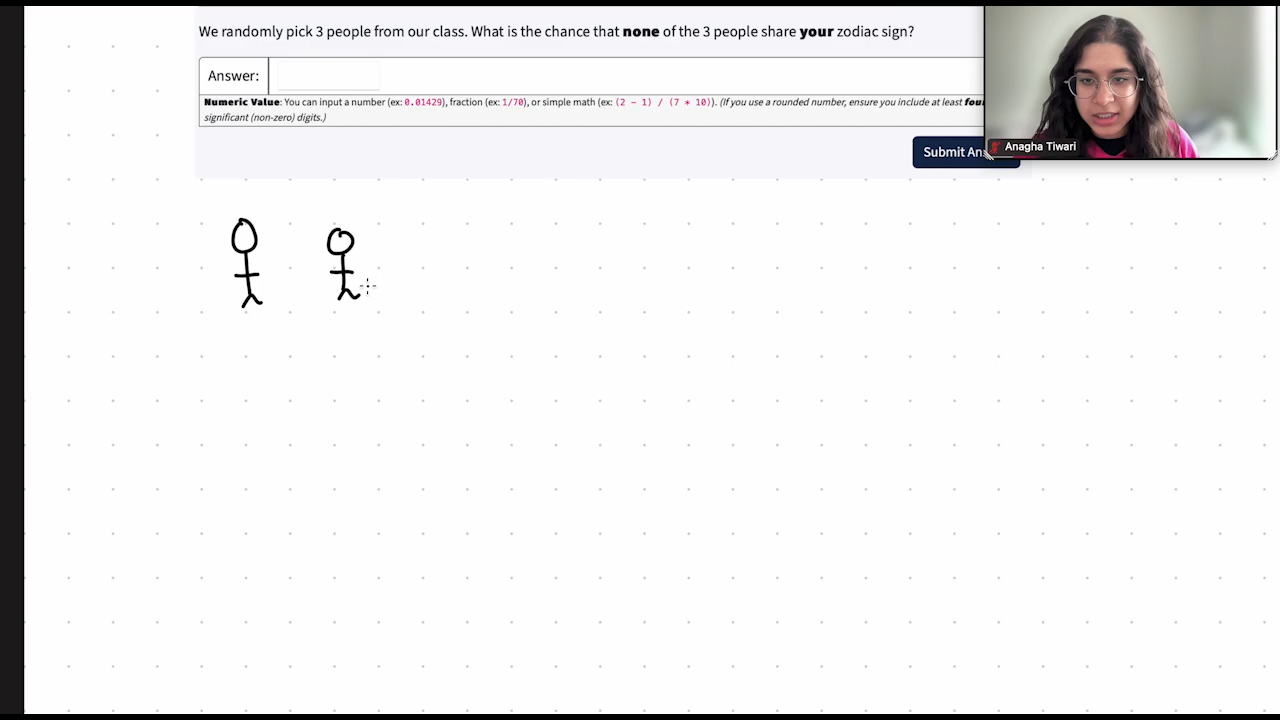 We randomly pick 3 people from our class. What is the chance that none of the 3 people share your zodiac sign?
Answer:
Numeric Value: You can input a number (ex: 0.01429), fraction (ex: 1/70), or simple math (ex: (2 - 1) / (7 * 10)). (If you use a rounded number, ensure you include at least
significant (non-zero) digits.)
Submit
Anagha Tiwari